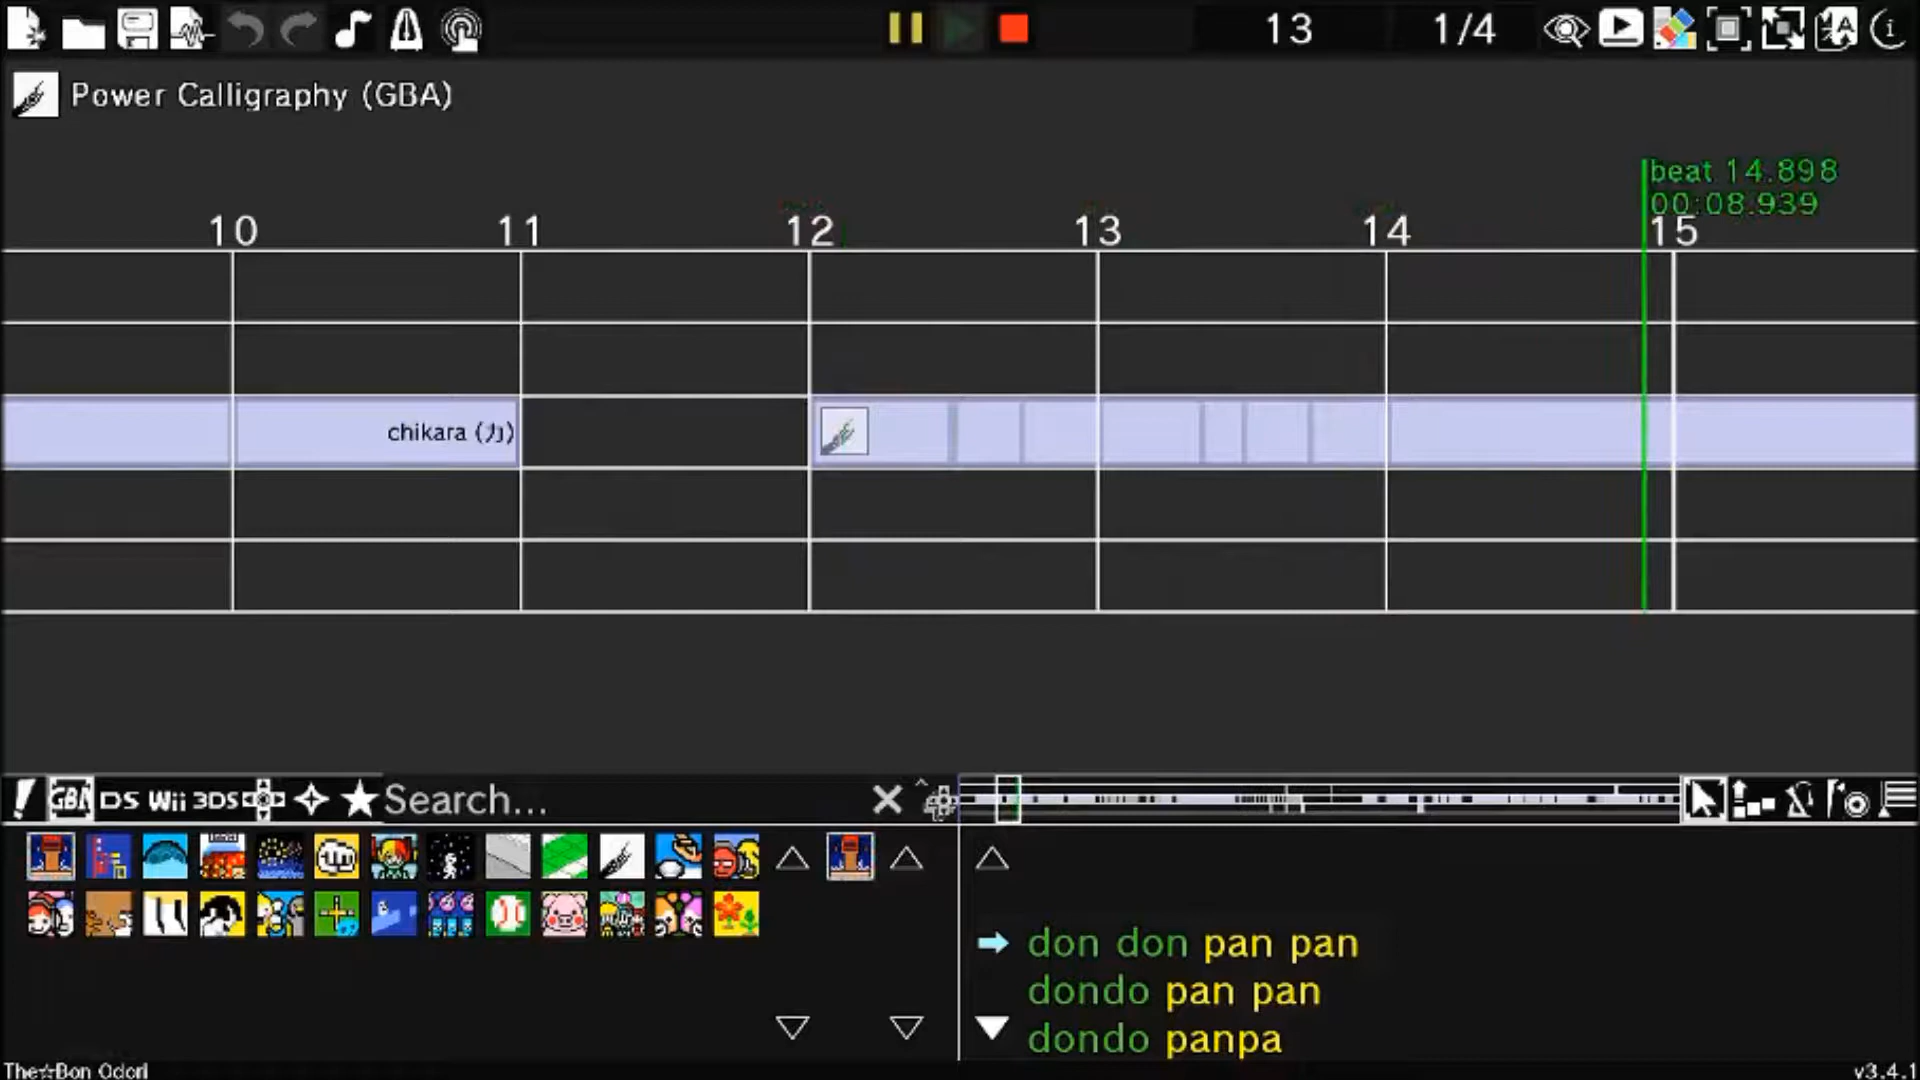 13 1/4
Power Calligraphy (GBA)
beat 14.898
00:08.939
10 11 12 13 14 15
chikara (力)
GBA DS Wii 3DS Search...
don don pan pan
dondo pan pan
dondo panpa
The☆Bon Odori
v3.4.1